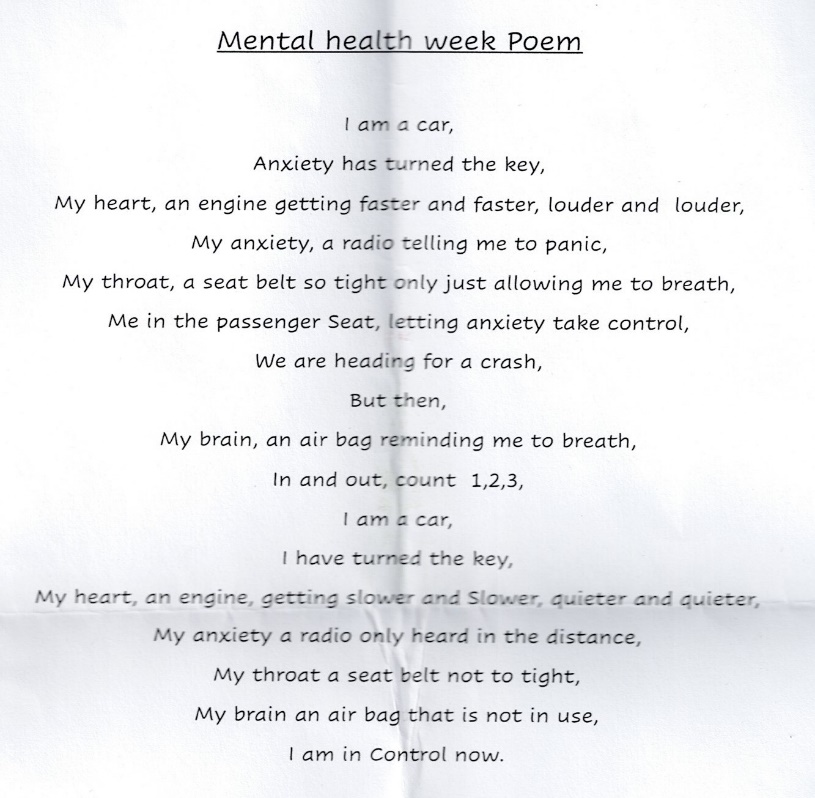 Mental health week Poem
I am a car,
Anxiety has turned the key,
My heart, an engine getting faster and faster, louder and louder,
My anxiety, a radio telling me to panic,
My throat, a seat belt so tight only just allowing me to breath,
Me in the passenger Seat, letting anxiety take control,
We are heading for a crash,
But then,
My brain, an air bag reminding me to breath,
In and out, count 1,2,3,
I am a car,
I have turned the key,
My heart, an engine, getting slower and Slower, quieter and quieter,
My anxiety a radio only heard in the distance,
My throat a seat belt not to tight,
My brain an air bag that is not in use,
I am in Control now.